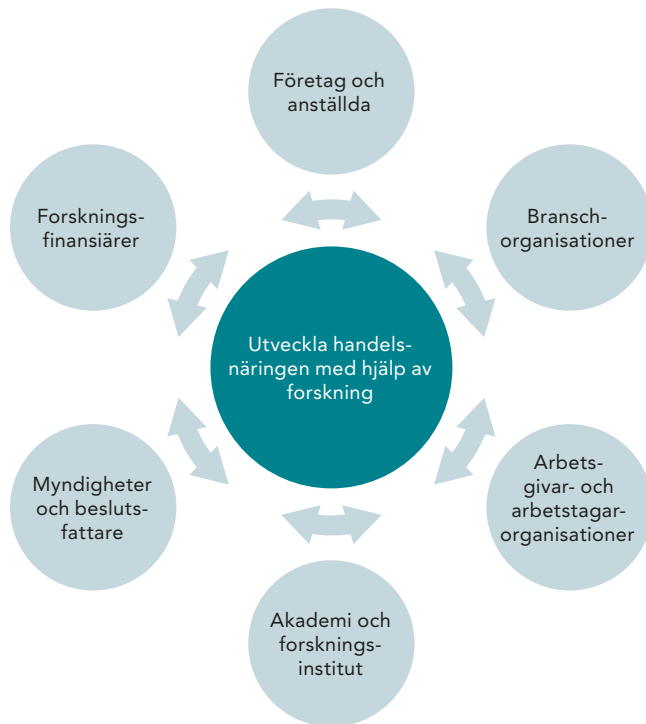 Företag och
anställda
Forsknings-
finansiärer
Bransch-
organisationer
Utveckla handels-
näringen med hjälp av
forskning
Myndigheter
och besluts-
fattare
Arbets-
givar- och
arbetstagar-
organisationer
Akademi och
forsknings-
institut